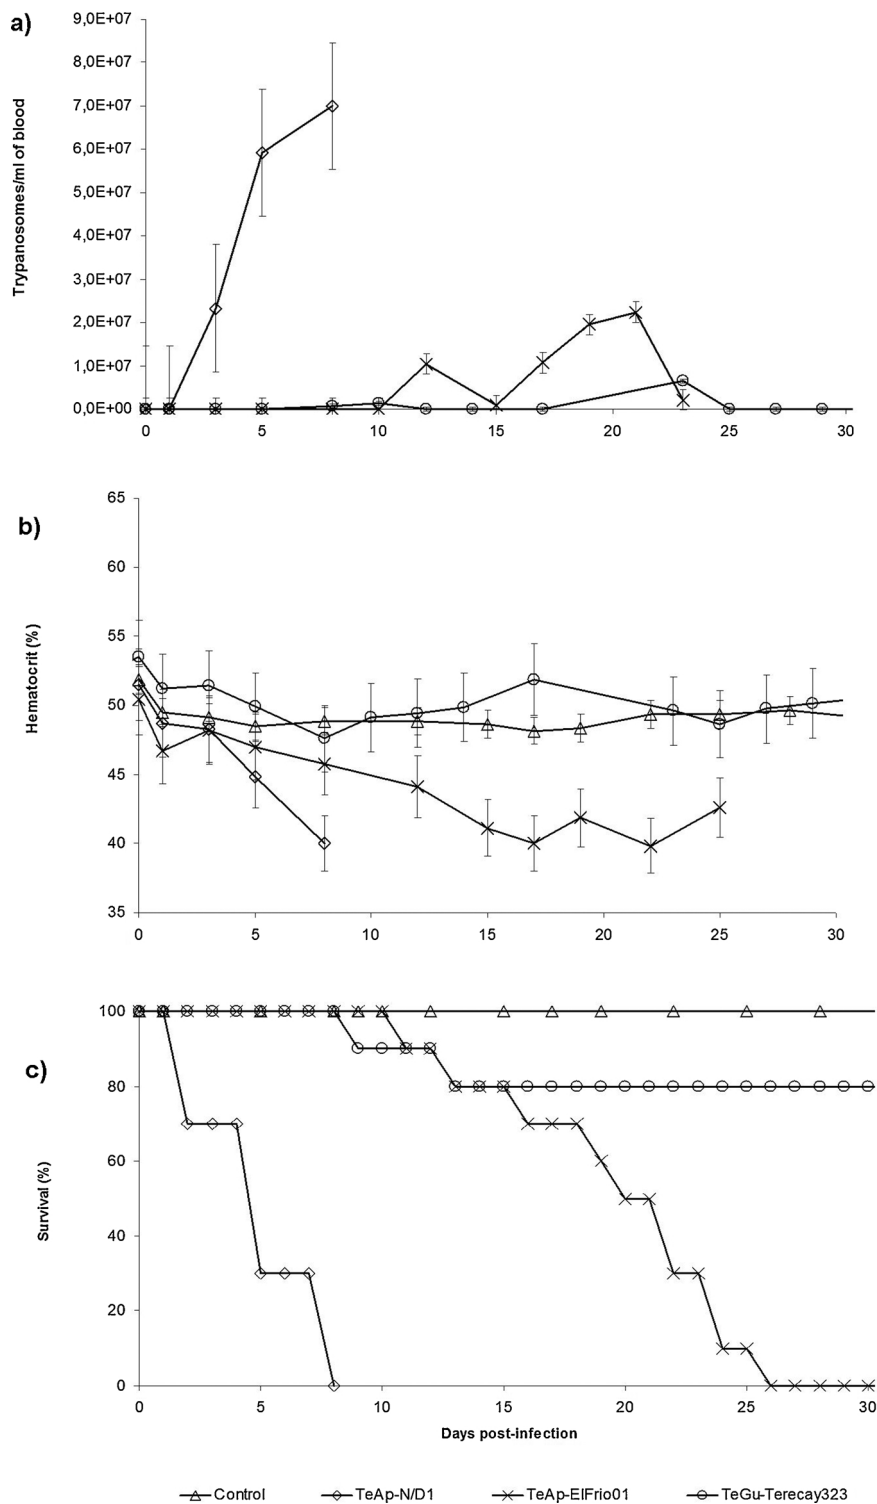 a)
Trypanosomes/ml of blood
9,0E+07
8,0E+07
7,0E+07
6,0E+07
5,0E+07
4,0E+07
3,0E+07
2,0E+07
1,0E+07
0,0E+00
0 5 10 15 20 25 30
b)
Hematocrit (%)
65
60
55
50
45
40
35
0 5 10 15 20 25 30
c)
Survival (%)
100
80
60
40
20
0
0 5 10 15 20 25 30
Days post-infection
Control TeAp-N/D1 TeAp-ElFrio01 TeGu-Terecay323